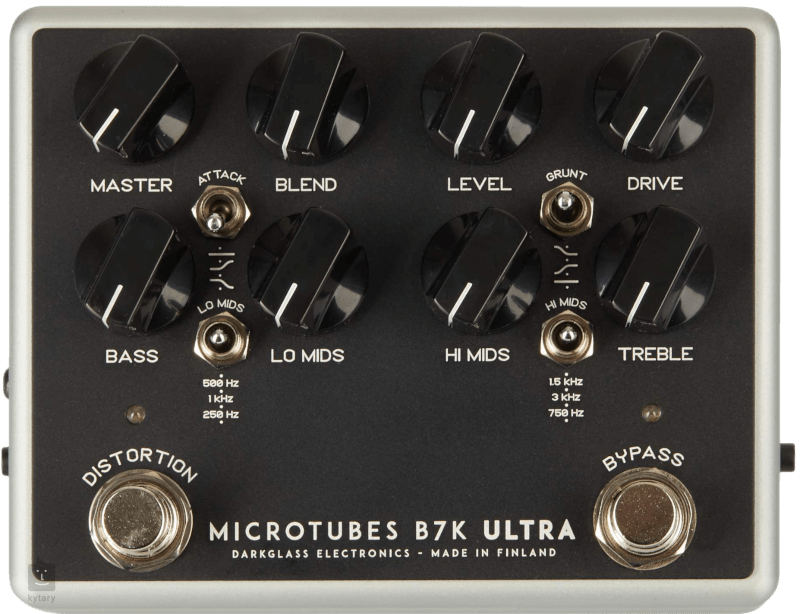 MASTER
ATTACK
BLEND
LEVEL
GRUNT
DRIVE
BASS
LO MIDS
LO MIDS
HI MIDS
HI MIDS
TREBLE
500 Hz
1 kHz
250 Hz
1.5 kHz
3 kHz
750 Hz
DISTORTION
BYPASS
MICROTUBES B7K ULTRA
DARKGLASS ELECTRONICS - MADE IN FINLAND
kytary